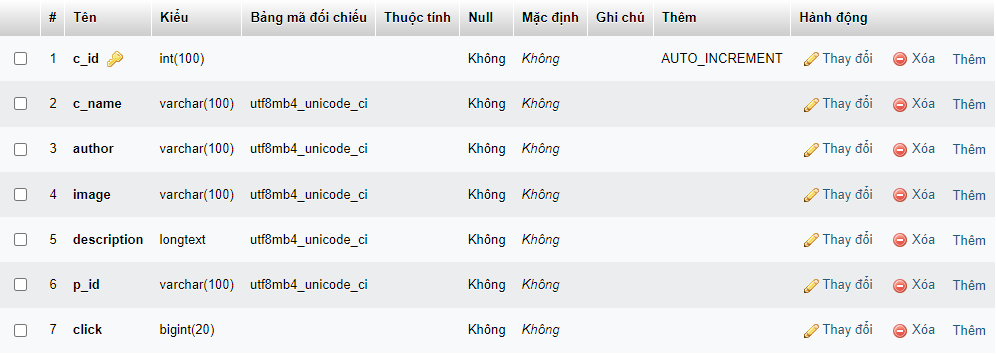 # Tên Kiểu Bảng mã đối chiếu Thuộc tính Null Mặc định Ghi chú Thêm Hành động
1 c_id int(100) Không Không AUTO_INCREMENT Thay đổi Xóa Thêm
2 c_name varchar(100) utf8mb4_unicode_ci Không Không Thay đổi Xóa Thêm
3 author varchar(100) utf8mb4_unicode_ci Không Không Thay đổi Xóa Thêm
4 image varchar(100) utf8mb4_unicode_ci Không Không Thay đổi Xóa Thêm
5 description longtext utf8mb4_unicode_ci Không Không Thay đổi Xóa Thêm
6 p_id varchar(100) utf8mb4_unicode_ci Không Không Thay đổi Xóa Thêm
7 click bigint(20) Không Không Thay đổi Xóa Thêm